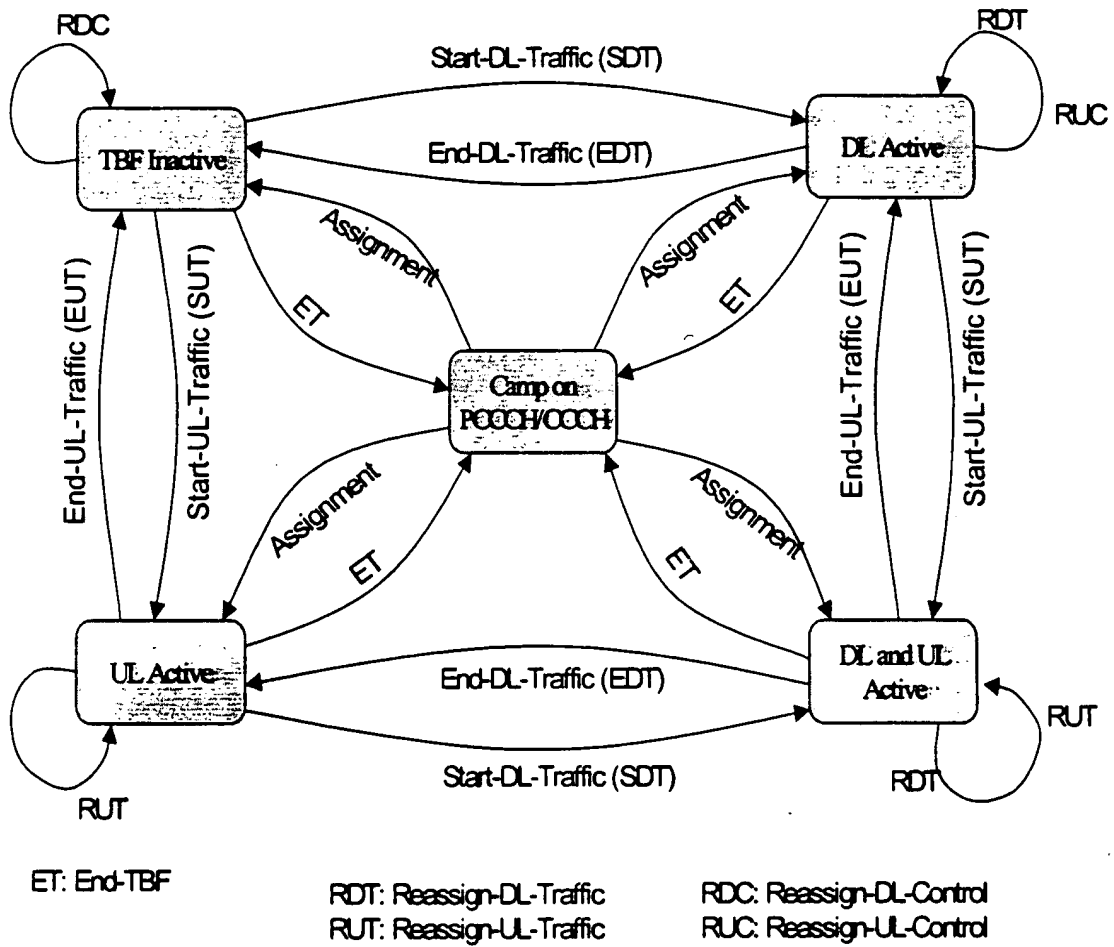 RDC
RDT
Start-DL-Traffic (SDT)
RUC
TBF Inactive
DL Active
End-DL-Traffic (EDT)
Assignment
Assignment
ET
ET
End-UL-Traffic (EUT)
Start-UL-Traffic (SUT)
End-UL-Traffic (EUT)
Start-UL-Traffic (SUT)
Camp on
PCCCH/CCCH
Assignment
Assignment
ET
ET
UL Active
DL and UL
Active
End-DL-Traffic (EDT)
RUT
Start-DL-Traffic (SDT)
RDT
RUT
ET: End-TBF
RDT: Reassign-DL-Traffic
RDC: Reassign-DL-Control
RUT: Reassign-UL-Traffic
RUC: Reassign-UL-Control